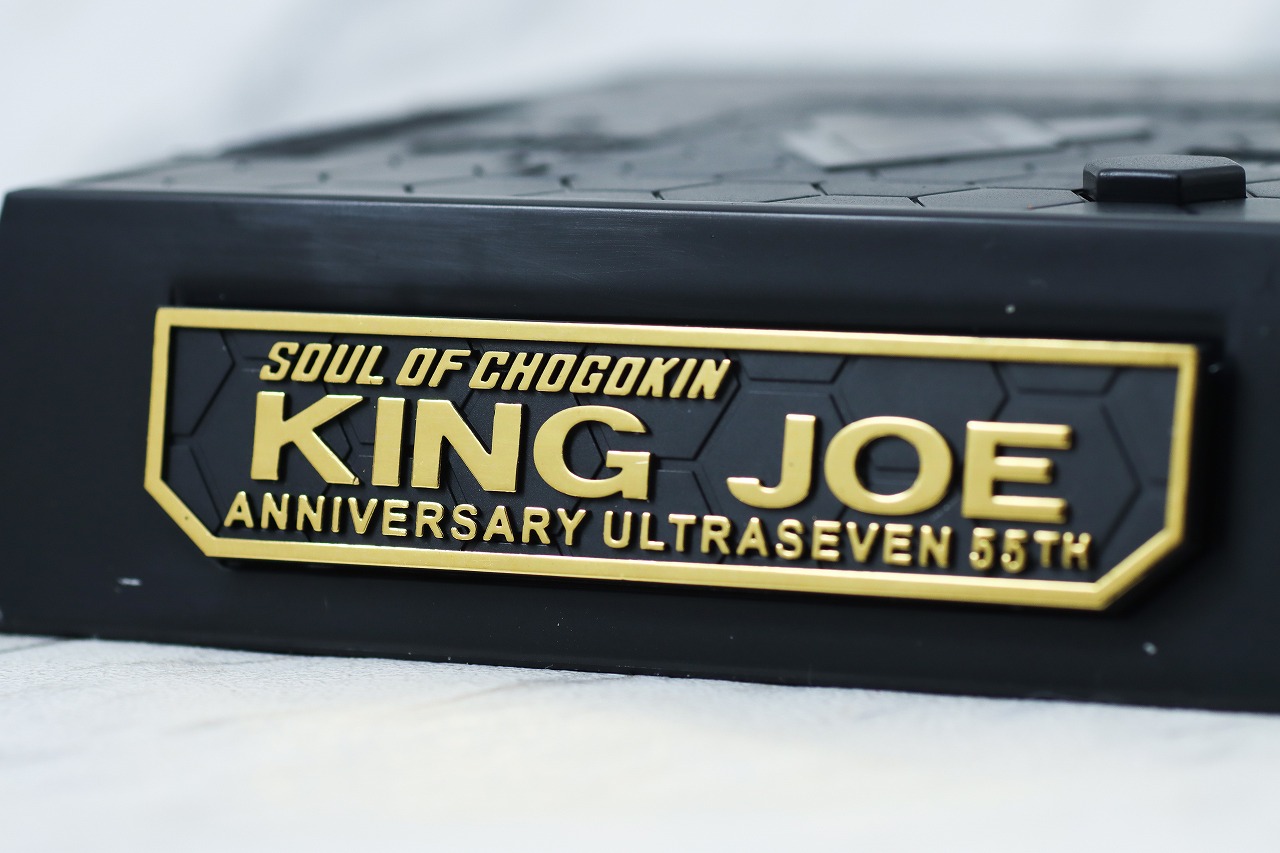 SOUL OF CHOGOKIN
KING JOE
ANNIVERSARY ULTRASEVEN 55TH